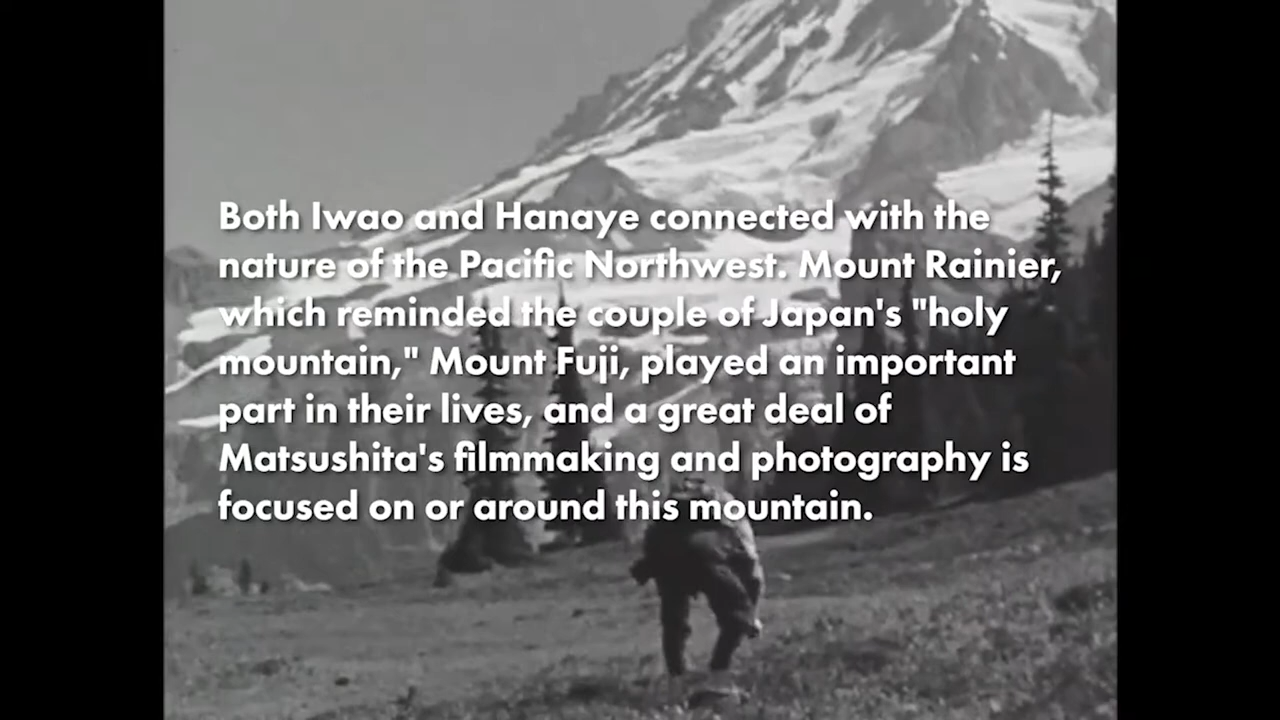 Both Iwao and Hanaye connected with the
nature of the Pacific Northwest. Mount Rainier,
which reminded the couple of Japan's "holy
mountain," Mount Fuji, played an important
part in their lives, and a great deal of
Matsushita's filmmaking and photography is
focused on or around this mountain.